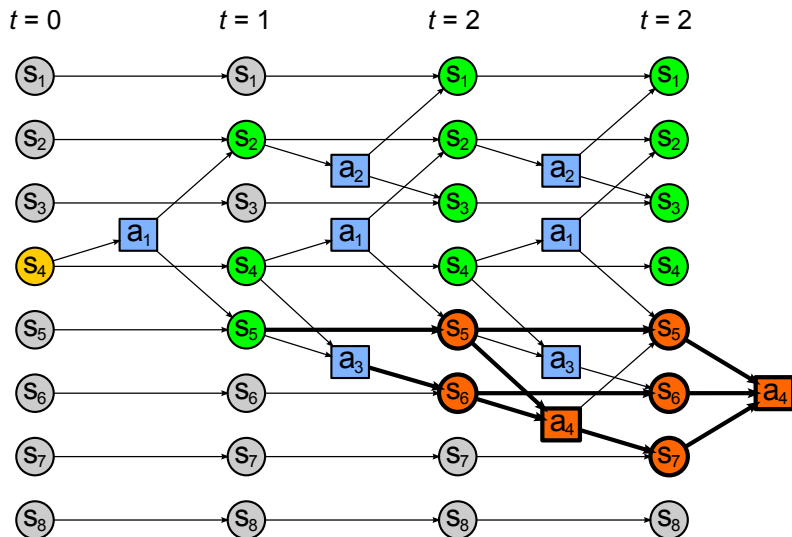 t = 0 t = 1 t = 2 t = 2
s1 s1 s1 s1
s2 s2 s2 s2
a2 a2
s3 s3 s3 s3
a1 a1 a1
s4 s4 s4 s4
s5 s5 s5 s5
a3 a3
s6 s6 s6 s6 a4
a4
s7 s7 s7 s7
s8 s8 s8 s8